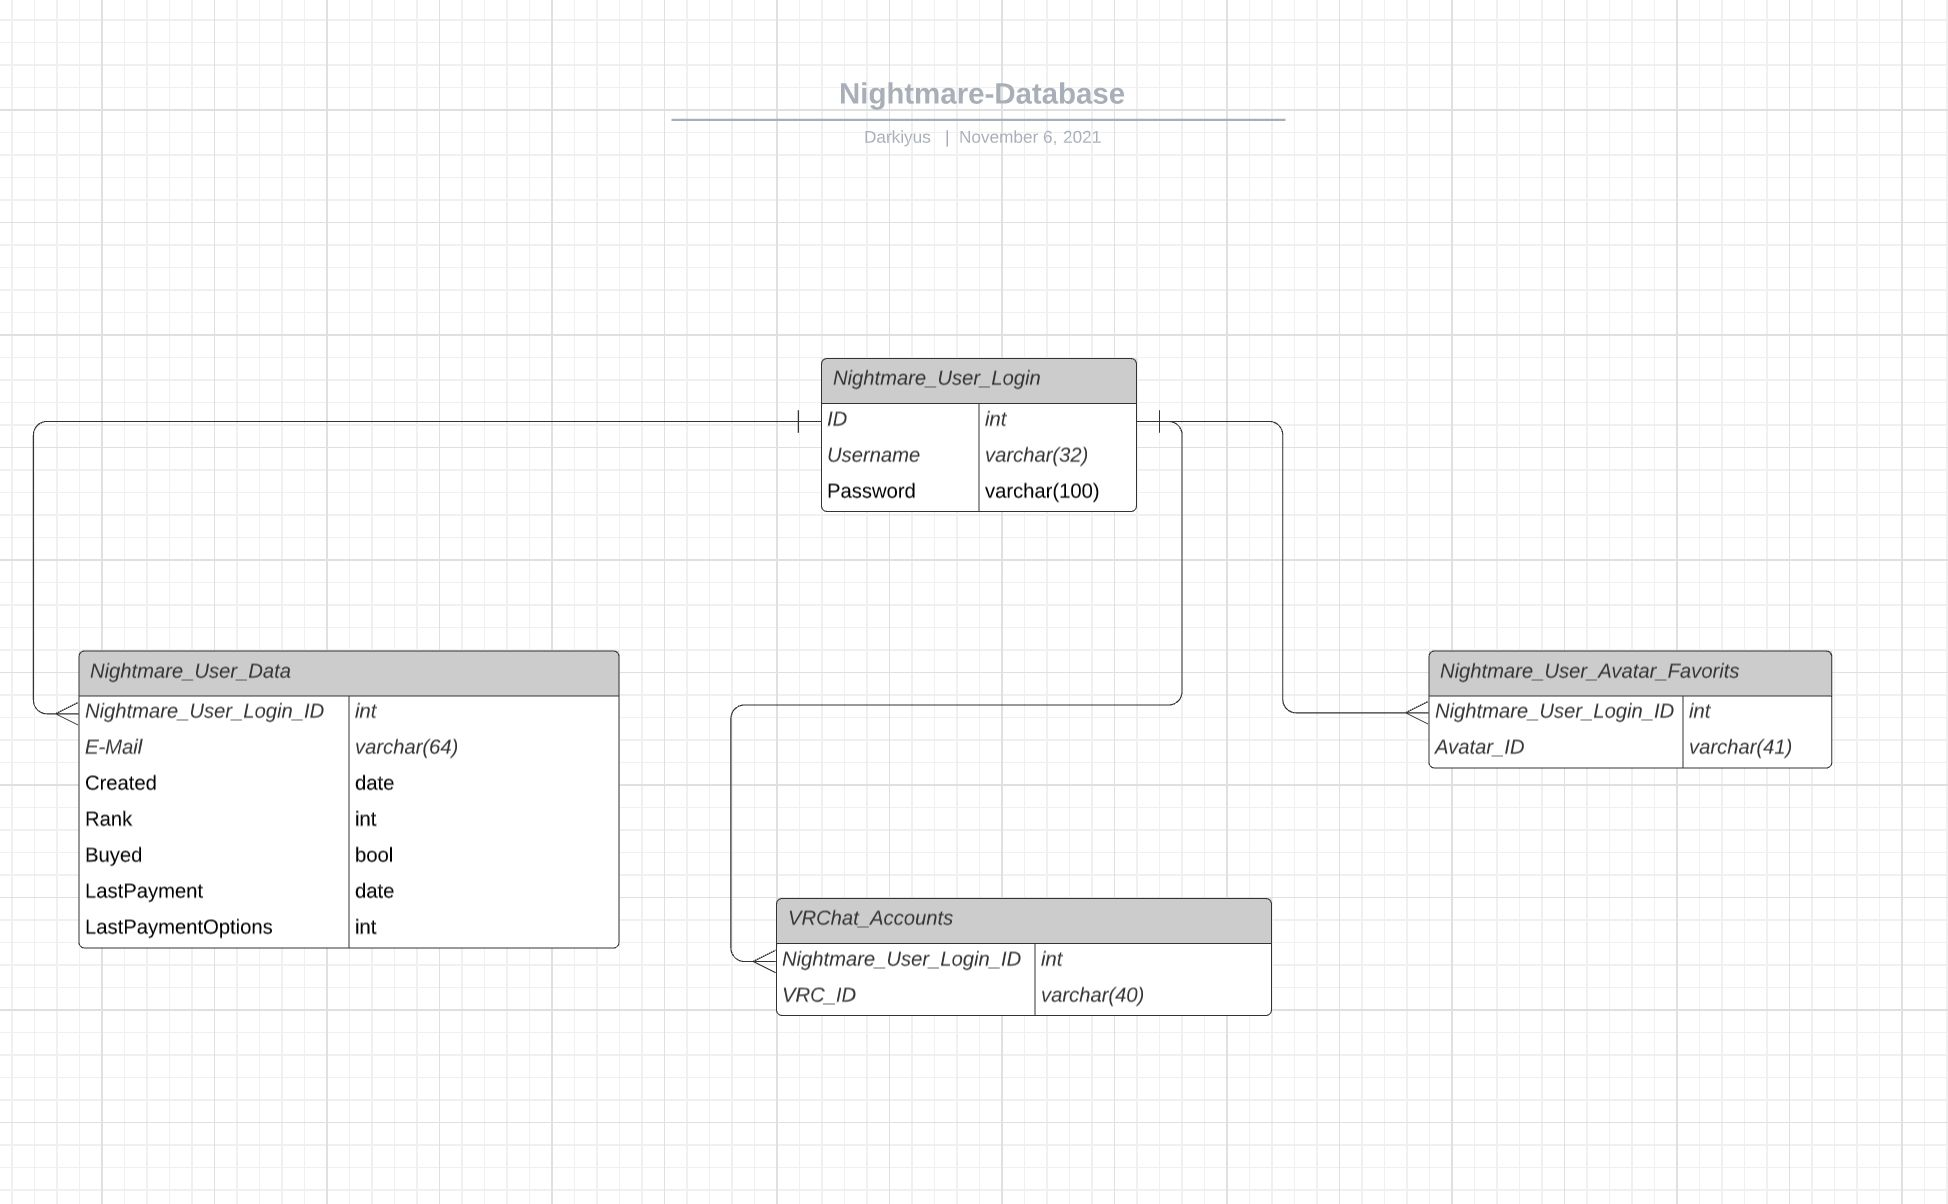 Nightmare-Database
Darkiyus | November 6, 2021
Nightmare_User_Login
ID int
Username varchar(32)
Password varchar(100)
Nightmare_User_Data
Nightmare_User_Login_ID int
E-Mail varchar(64)
Created date
Rank int
Buyed bool
LastPayment date
LastPaymentOptions int
Nightmare_User_Avatar_Favorits
Nightmare_User_Login_ID int
Avatar_ID varchar(41)
VRChat_Accounts
Nightmare_User_Login_ID int
VRC_ID varchar(40)